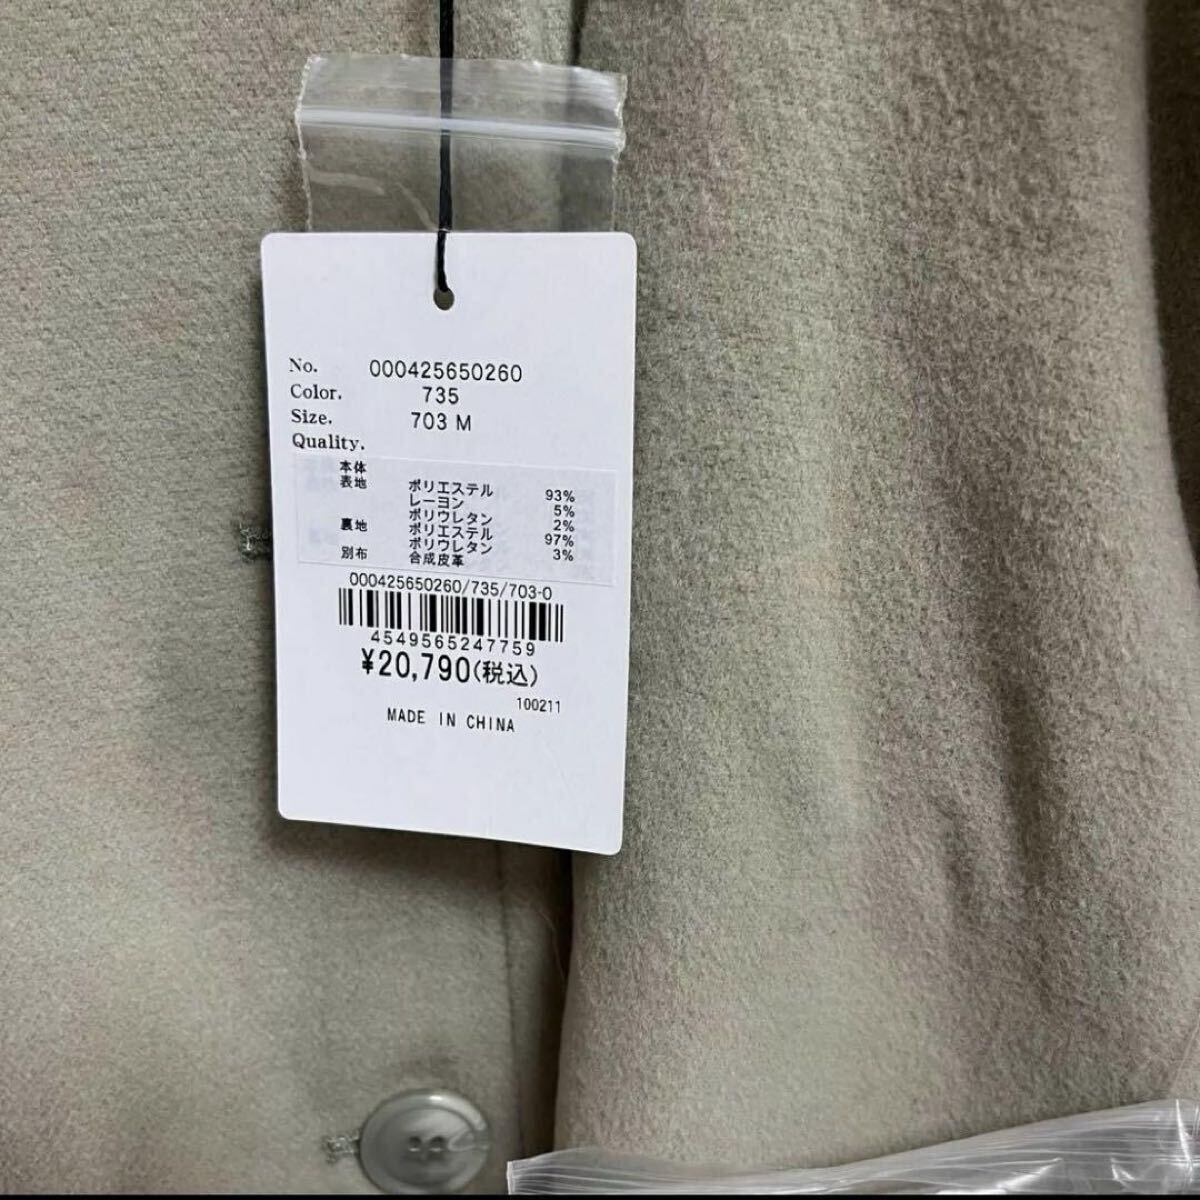 No. 000425650260
Color. 735
Size. 703 M
Quality.
本体
表地 ポリエステル 93%
レーヨン 5%
ポリウレタン 2%
裏地 ポリエステル 97%
ポリウレタン 3%
別布 合成皮革
000425650260/735/703-0
4549565247759
¥20,790(税込)
100211
MADE IN CHINA